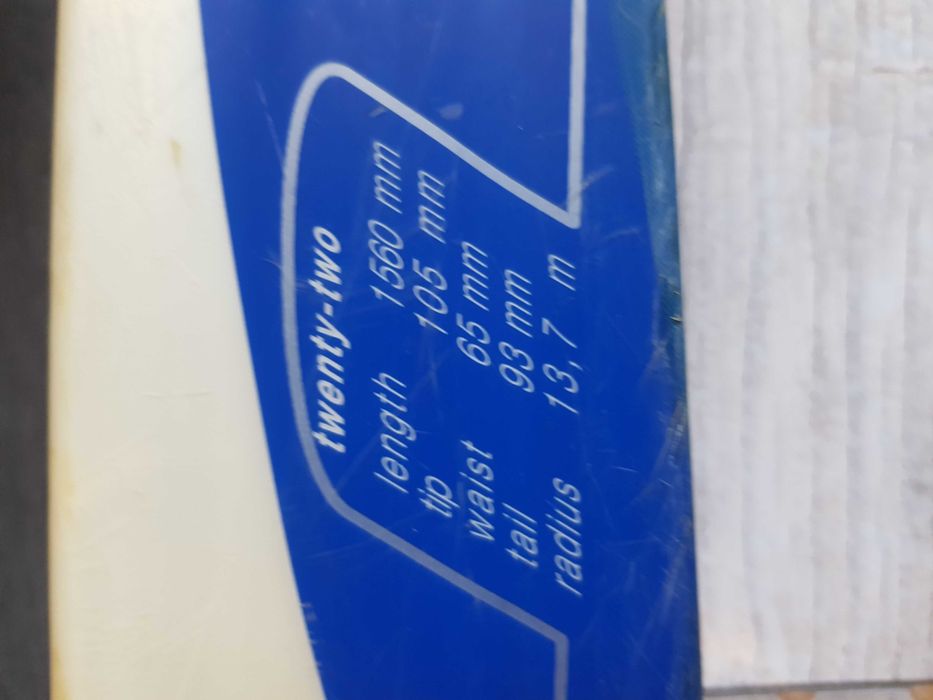 twenty-two
length 1560 mm
tip 105 mm
waist 65 mm
tail 93 mm
radius 13,7 m